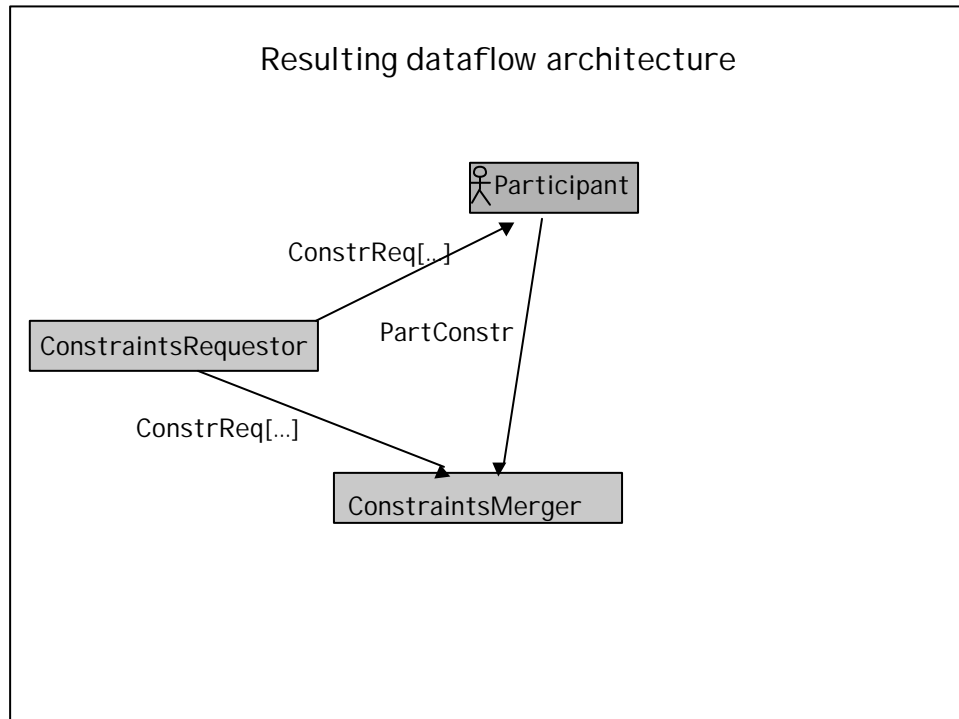 Resulting dataflow architecture
Participant
ConstrReq[...]
PartConstr
ConstraintsRequestor
ConstrReq[...]
ConstraintsMerger